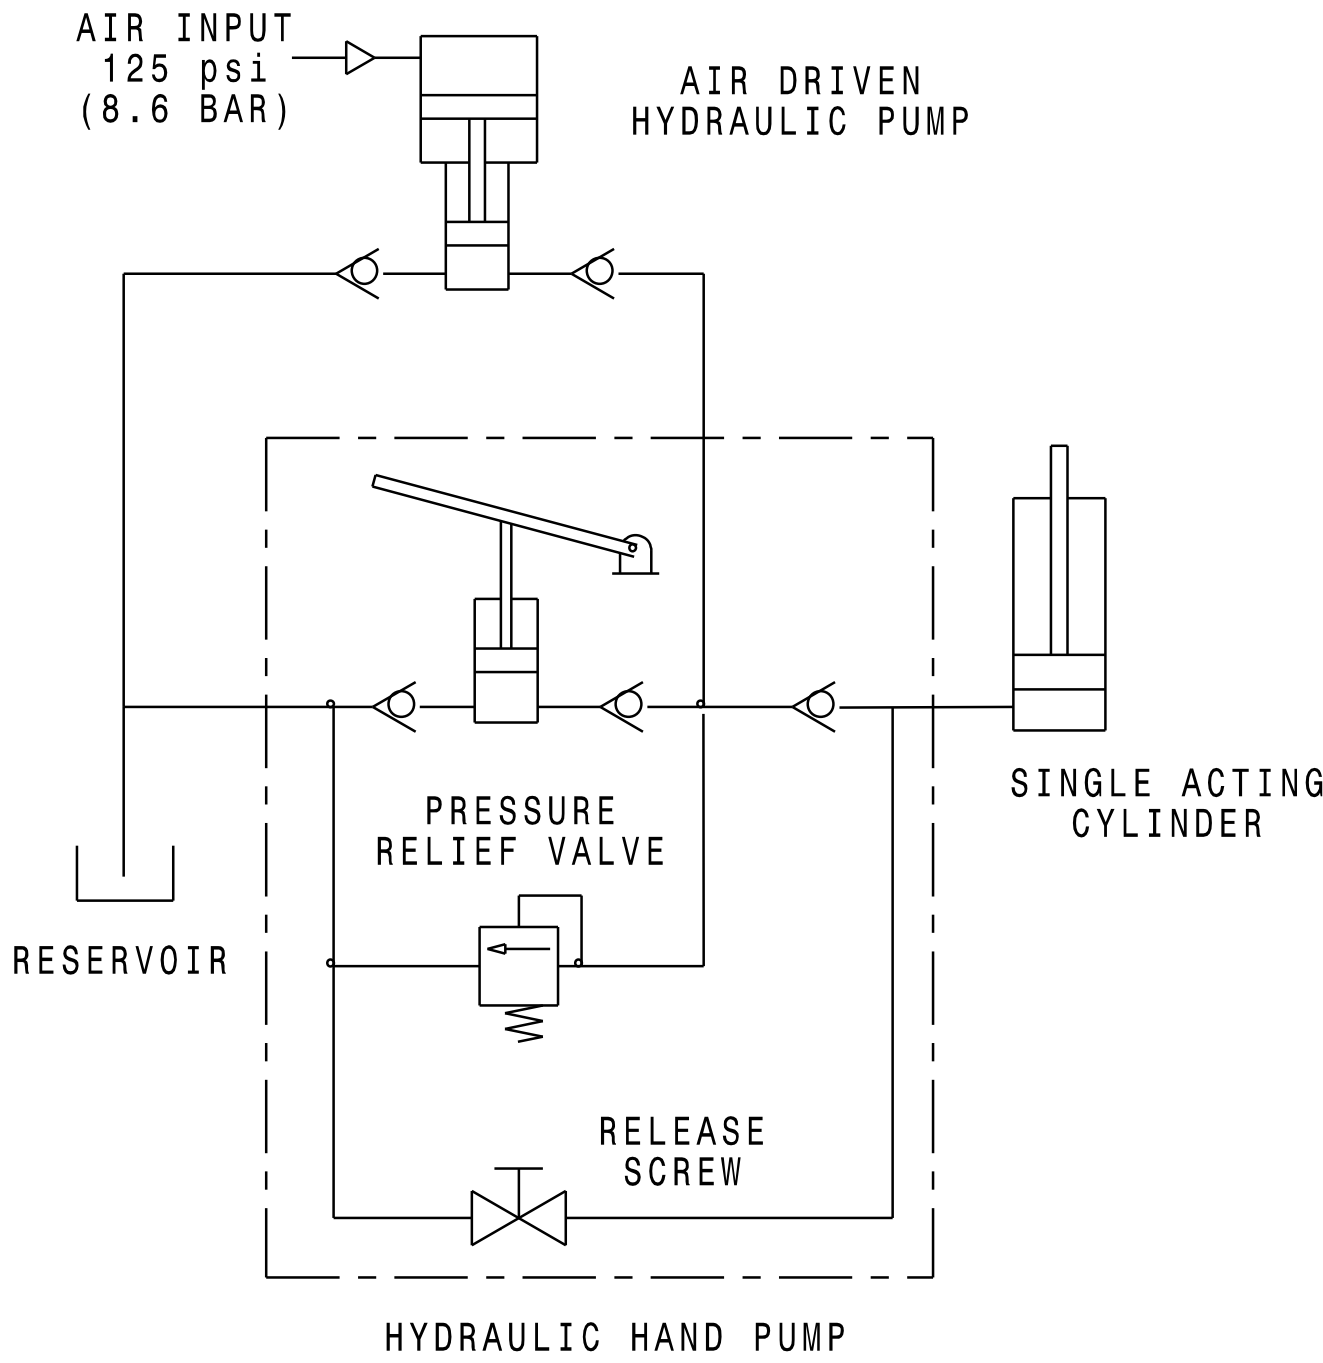 AIR INPUT
125 psi
(8.6 BAR)
AIR DRIVEN
HYDRAULIC PUMP
SINGLE ACTING
CYLINDER
PRESSURE
RELIEF VALVE
RESERVOIR
RELEASE
SCREW
HYDRAULIC HAND PUMP